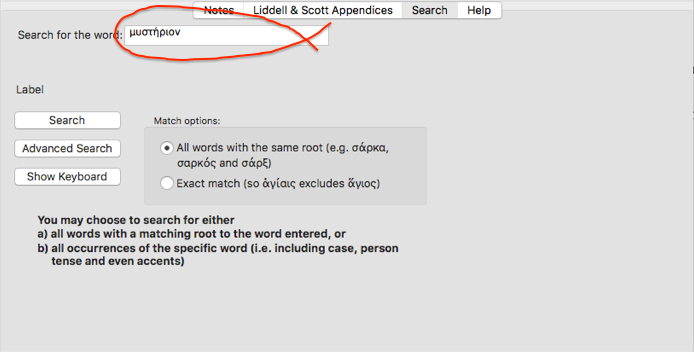 Notes Liddell & Scott Appendices Search Help
Search for the word: μυστήριον
Label
Search
Match options:
All words with the same root (e.g. σάρκα,
σαρκός and σάρξ)
Advanced Search
Show Keyboard
Exact match (so ἁγίαις excludes ἅγιος)
You may choose to search for either
a) all words with a matching root to the word entered, or
b) all occurrences of the specific word (i.e. including case, person
tense and even accents)